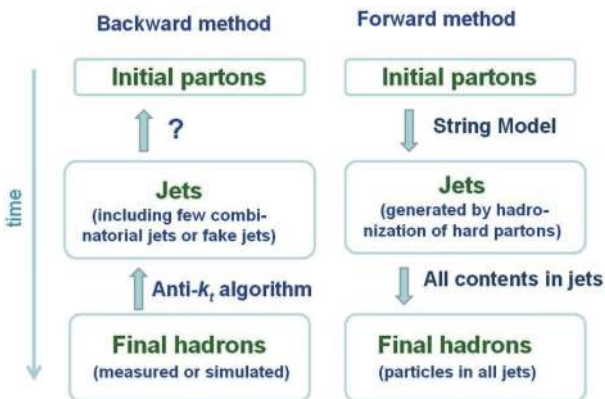 Backward method
Initial partons
?
Jets
(including few combi-
natorial jets or fake jets)
Anti-kt algorithm
Final hadrons
(measured or simulated)
Forward method
Initial partons
String Model
Jets
(generated by hadro-
nization of hard partons)
All contents in jets
Final hadrons
(particles in all jets)
time